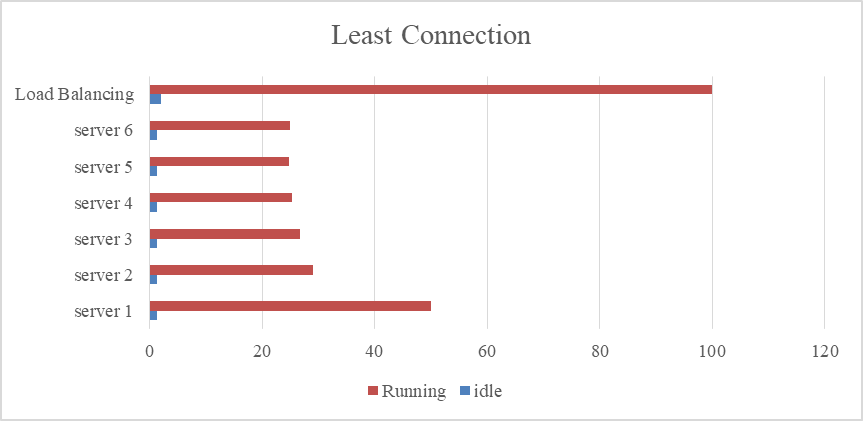 Least Connection
Load Balancing
server 6
server 5
server 4
server 3
server 2
server 1
0 20 40 60 80 100 120
Running idle